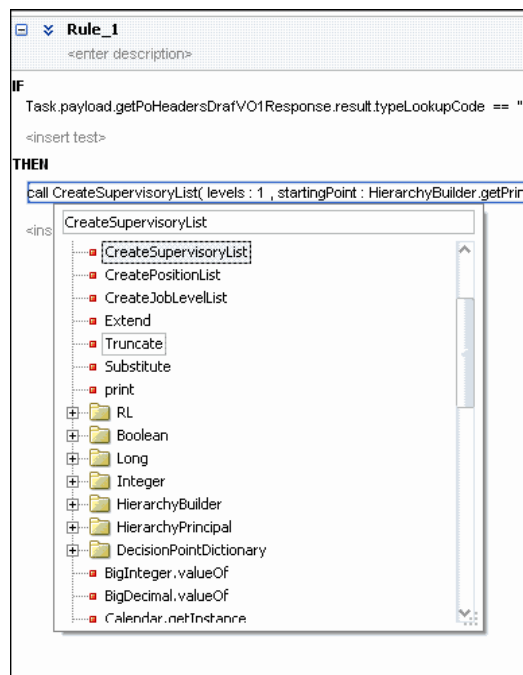 Rule_1
<enter description>
IF
Task.payload.getPoHeadersDrafVO1Response.result.typeLookupCode == "
<insert test>
THEN
call CreateSupervisoryList( levels : 1 , startingPoint : HierarchyBuilder.getPrin
<ins
CreateSupervisoryList
CreateSupervisoryList
CreatePositionList
CreateJobLevelList
Extend
Truncate
Substitute
print
RL
Boolean
Long
Integer
HierarchyBuilder
HierarchyPrincipal
DecisionPointDictionary
BigInteger.valueOf
BigDecimal.valueOf
Calendar.getInstance